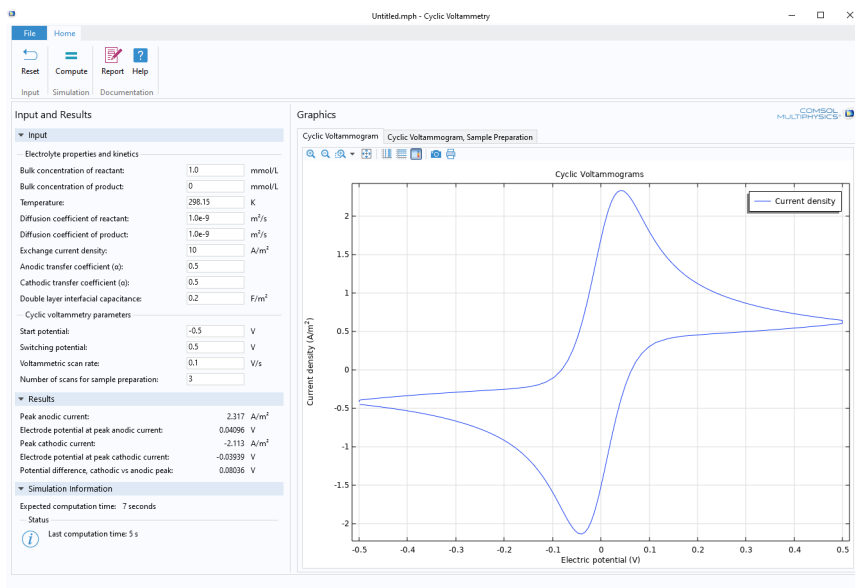 Untitled.mph - Cyclic Voltammetry
File Home
Reset Compute Report Help
Input Simulation Documentation
Input and Results
Input
Electrolyte properties and kinetics
Bulk concentration of reactant: 1.0 mmol/L
Bulk concentration of product: 0 mmol/L
Temperature: 298.15 K
Diffusion coefficient of reactant: 1.0e-9 m²/s
Diffusion coefficient of product: 1.0e-9 m²/s
Exchange current density: 10 A/m²
Anodic transfer coefficient (α): 0.5
Cathodic transfer coefficient (α): 0.5
Double layer interfacial capacitance: 0.2 F/m²
Cyclic voltammetry parameters
Start potential: -0.5 V
Switching potential: 0.5 V
Voltammetric scan rate: 0.1 V/s
Number of scans for sample preparation: 3
Results
Peak anodic current: 2.317 A/m²
Electrode potential at peak anodic current: 0.04096 V
Peak cathodic current: -2.113 A/m²
Electrode potential at peak cathodic current: -0.03939 V
Potential difference, cathodic vs anodic peak: 0.08036 V
Simulation Information
Expected computation time: 7 seconds
Status
Last computation time: 5 s
Graphics
COMSOL
MULTIPHYSICS
Cyclic Voltammogram Cyclic Voltammogram, Sample Preparation
Cyclic Voltammograms
Current density
Current density (A/m²)
2
1.5
1
0.5
0
-0.5
-1
-1.5
-2
-0.5 -0.4 -0.3 -0.2 -0.1 0 0.1 0.2 0.3 0.4 0.5
Electric potential (V)